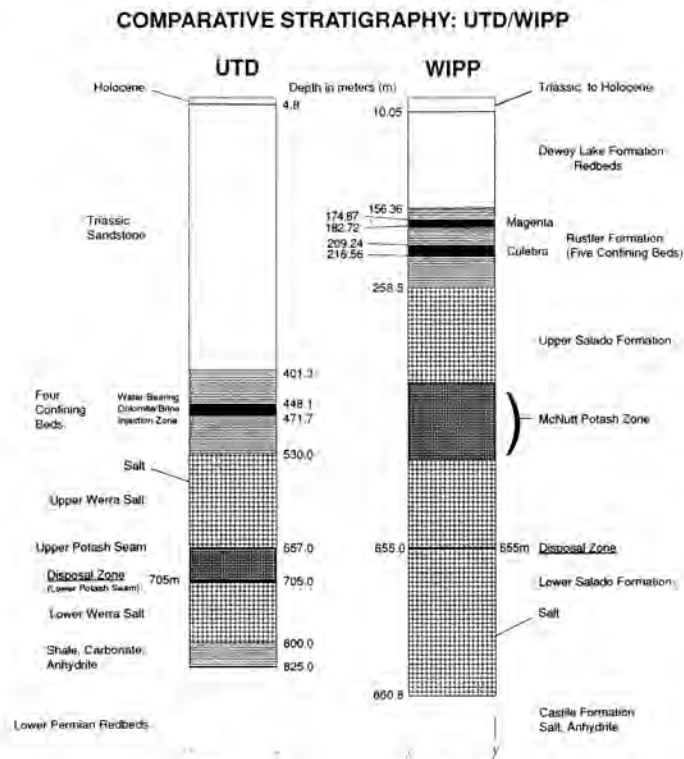 COMPARATIVE STRATIGRAPHY: UTD/WIPP
UTD
Depth in meters (m)
WIPP
Holocene
4.8
Triassic
Sandstone
401.3
Four
Confining
Beds
Water Bearing
Dolomite/Brine
Injection Zone
448.1
471.7
530.0
Salt
Upper Werra Salt
Upper Potash Seam
657.0
Disposal Zone
(Lower Potash Seam)
705m
705.0
Lower Werra Salt
800.0
Shale, Carbonate,
Anhydrite
825.0
Lower Permian Redbeds
Triassic to Holocene
10.05
Dewey Lake Formation
Redbeds
156.36
174.87
182.72
Magenta
209.24
216.56
Culebra
Rustler Formation
(Five Confining Beds)
258.5
Upper Salado Formation
McNutt Potash Zone
655.0
655m
Disposal Zone
Lower Salado Formation
Salt
860.8
Castile Formation
Salt, Anhydrite